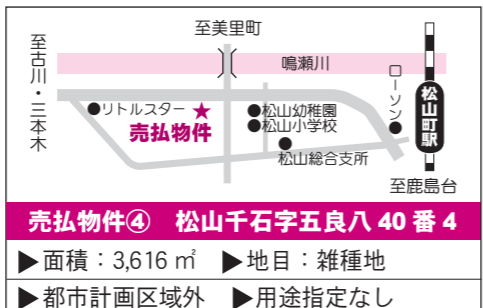 至美里町
至古川・三本木
鳴瀬川
ローソン
松山町駅
●リトルスター ★
売払物件
●松山幼稚園
●松山小学校
●
松山総合支所
至鹿島台
売払物件④ 松山千石字五良八 40 番 4
▶面積：3,616 ㎡ ▶地目：雑種地
▶都市計画区域外 ▶用途指定なし